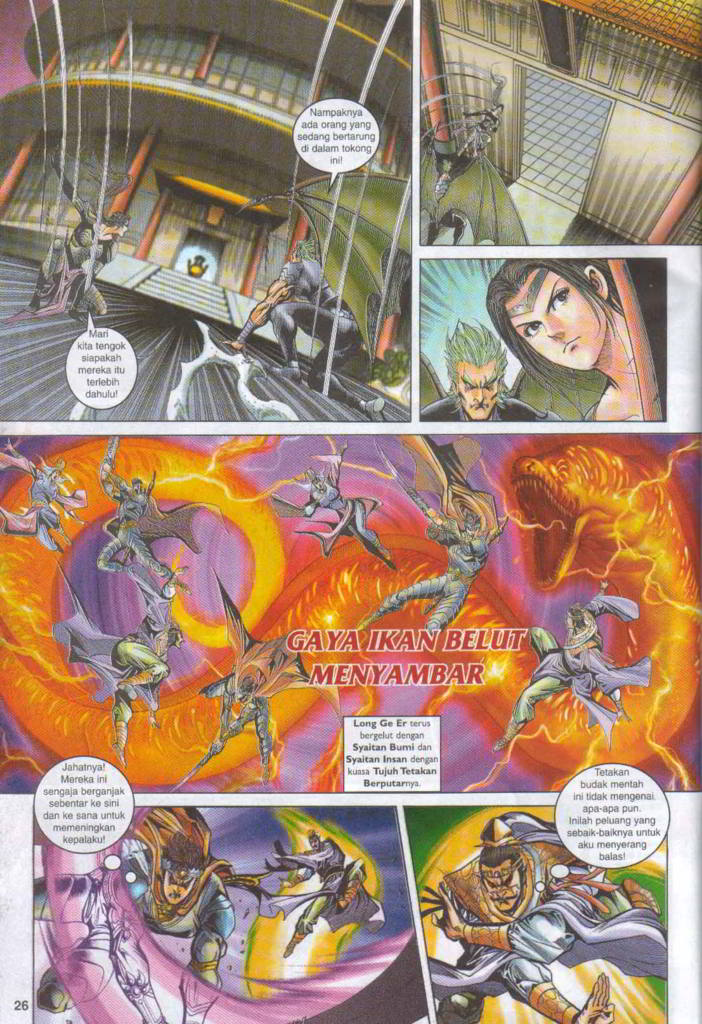 Nampaknya
ada orang yang
sedang bertarung
di dalam tokong
ini!
Mari
kita tengok
siapakah
mereka itu
terlebih
dahulu!
GAYA IKAN BELUT
MENYAMBAR
Long Ge Er terus
bergelut dengan
Syaitan Bumi dan
Syaitan Insan dengan
kuasa Tujuh Tetakan
Berputarnya.
Jahatnya!
Mereka ini
sengaja berganjak
sebentar ke sini
dan ke sana untuk
memeningkan
kepalaku!
Tetakan
budak mentah
ini tidak mengenai
apa-apa pun.
Inilah peluang yang
sebaik-baiknya untuk
aku menyerang
balas!
26